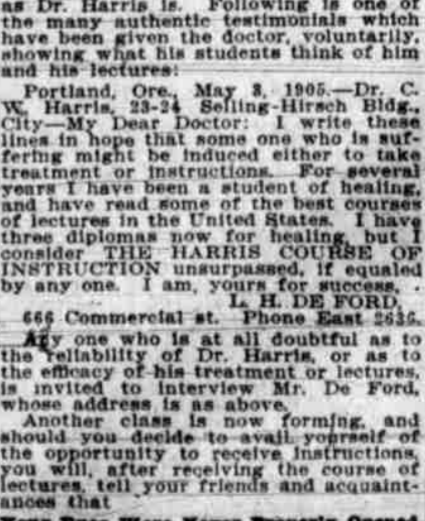 as Dr. Harris is. Following is one of
the many authentic testimonials which
have been given the doctor, voluntarily,
showing what his students think of him
and his lectures:
Portland, Ore., May 3, 1905.—Dr. C.
W. Harris, 23-24 Selling-Hirsch Bldg.,
City—My Dear Doctor: I write these
lines in hope that some one who is suf-
fering might be induced either to take
treatment or instructions. For several
years I have been a student of healing,
and have read some of the best courses
of lectures in the United States. I have
three diplomas now for healing, but I
consider THE HARRIS COURSE OF
INSTRUCTION unsurpassed, if equaled
by any one. I am, yours for success,
L. H. DE FORD,
666 Commercial st. Phone East 2636.
Any one who is at all doubtful as to
the reliability of Dr. Harris, or as to
the efficacy of his treatment or lectures,
is invited to interview Mr. De Ford,
whose address is as above.
Another class is now forming, and
should you decide to avail yourself of
the opportunity to receive instructions,
you will, after receiving the course of
lectures, tell your friends and acquaint-
ances that